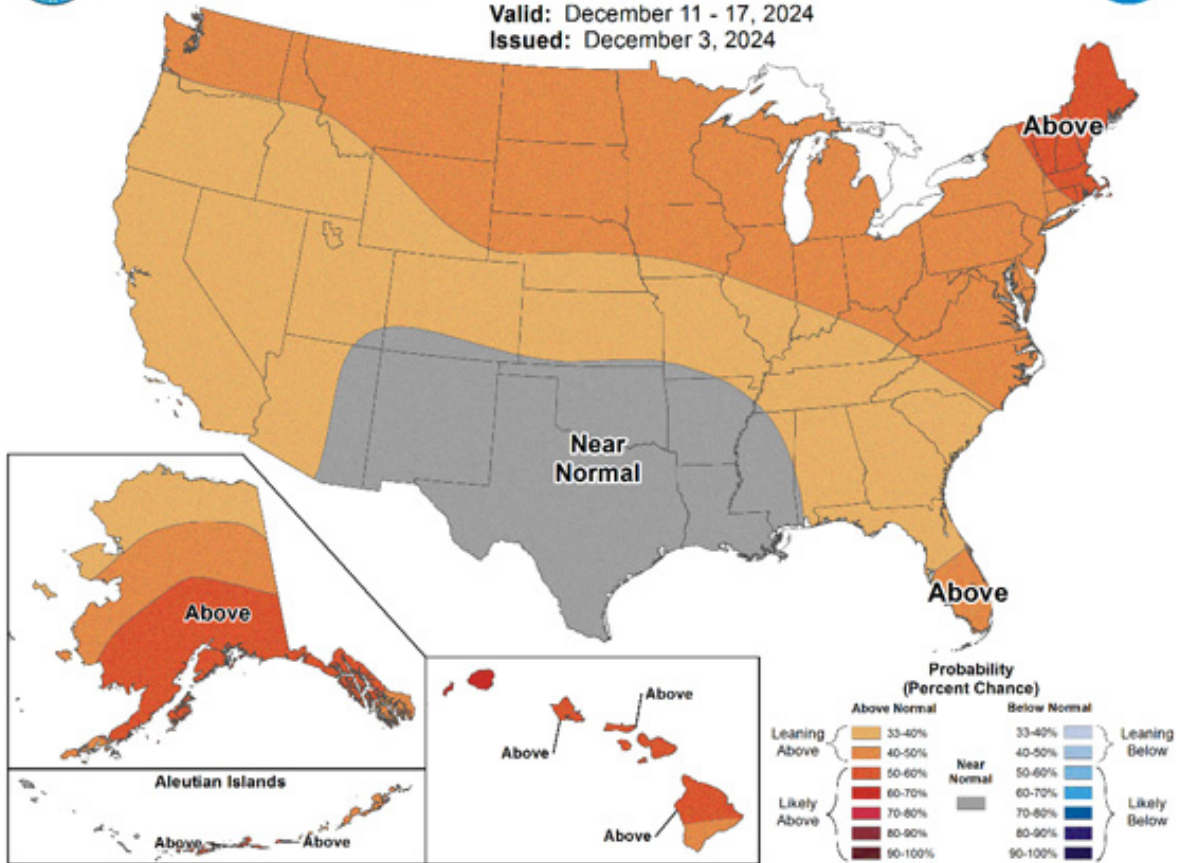 Valid: December 11 - 17, 2024
Issued: December 3, 2024
Above
Near
Normal
Above
Above
Aleutian Islands
Above
Above
Above
Above
Above
Probability
(Percent Chance)
Above Normal
Below Normal
Leaning
Above
33-40%
40-50%
Likely
Above
50-60%
60-70%
70-80%
80-90%
90-100%
Near
Normal
33-40%
40-50%
Leaning
Below
50-60%
60-70%
70-80%
80-90%
90-100%
Likely
Below